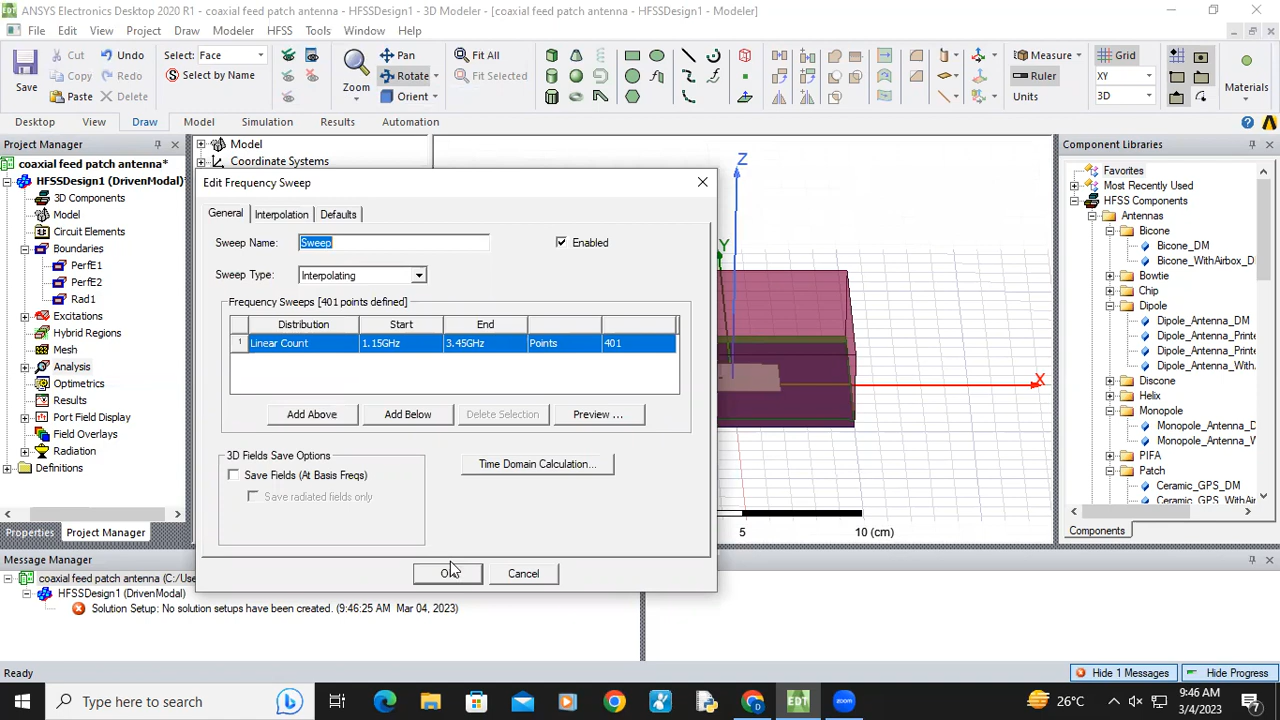 ANSYS Electronics Desktop 2020 R1 - coaxial feed patch antenna - HFSSDesign1 - 3D Modeler - [coaxial feed patch antenna - HFSSDesign1 - Modeler]
File Edit View Project Draw Modeler HFSS Tools Window Help
Save
Cut Undo
Copy Redo
Paste Delete
Select: Face
Select by Name
Zoom
Pan
Rotate
Orient
Fit All
Fit Selected
Measure
Ruler
Units
Grid
XY
3D
Materials
Desktop View Draw Model Simulation Results Automation
Project Manager
coaxial feed patch antenna*
HFSSDesign1 (DrivenModal)
3D Components
Model
Circuit Elements
Boundaries
PerfE1
PerfE2
Rad1
Excitations
Hybrid Regions
Mesh
Analysis
Optimetrics
Results
Port Field Display
Field Overlays
Radiation
Definitions
Properties Project Manager
Model
Coordinate Systems
Edit Frequency Sweep
General Interpolation Defaults
Sweep Name: Sweep Enabled
Sweep Type: Interpolating
Frequency Sweeps [401 points defined]
Distribution Start End
1 Linear Count 1.15GHz 3.45GHz Points 401
Add Above Add Below Delete Selection Preview ...
3D Fields Save Options
Save Fields (At Basis Freqs)
Save radiated fields only
Time Domain Calculation...
Cancel
Z
Y
X
5 10 (cm)
Component Libraries
Favorites
Most Recently Used
HFSS Components
Antennas
Bicone
Bicone_DM
Bicone_WithAirbox_D
Bowtie
Chip
Dipole
Dipole_Antenna_DM
Dipole_Antenna_Printe
Dipole_Antenna_Printe
Dipole_Antenna_With.
Discone
Helix
Monopole
Monopole_Antenna_D
Monopole_Antenna_W
PIFA
Patch
Ceramic_GPS_DM
Ceramic_GPS_WithAir
Components
Message Manager
coaxial feed patch antenna (C:/Use
HFSSDesign1 (DrivenModal)
Solution Setup: No solution setups have been created. (9:46:25 AM Mar 04, 2023)
Ready
Hide 1 Messages Hide Progress
Type here to search
EDT
zoom
26°C
9:46 AM
3/4/2023
7